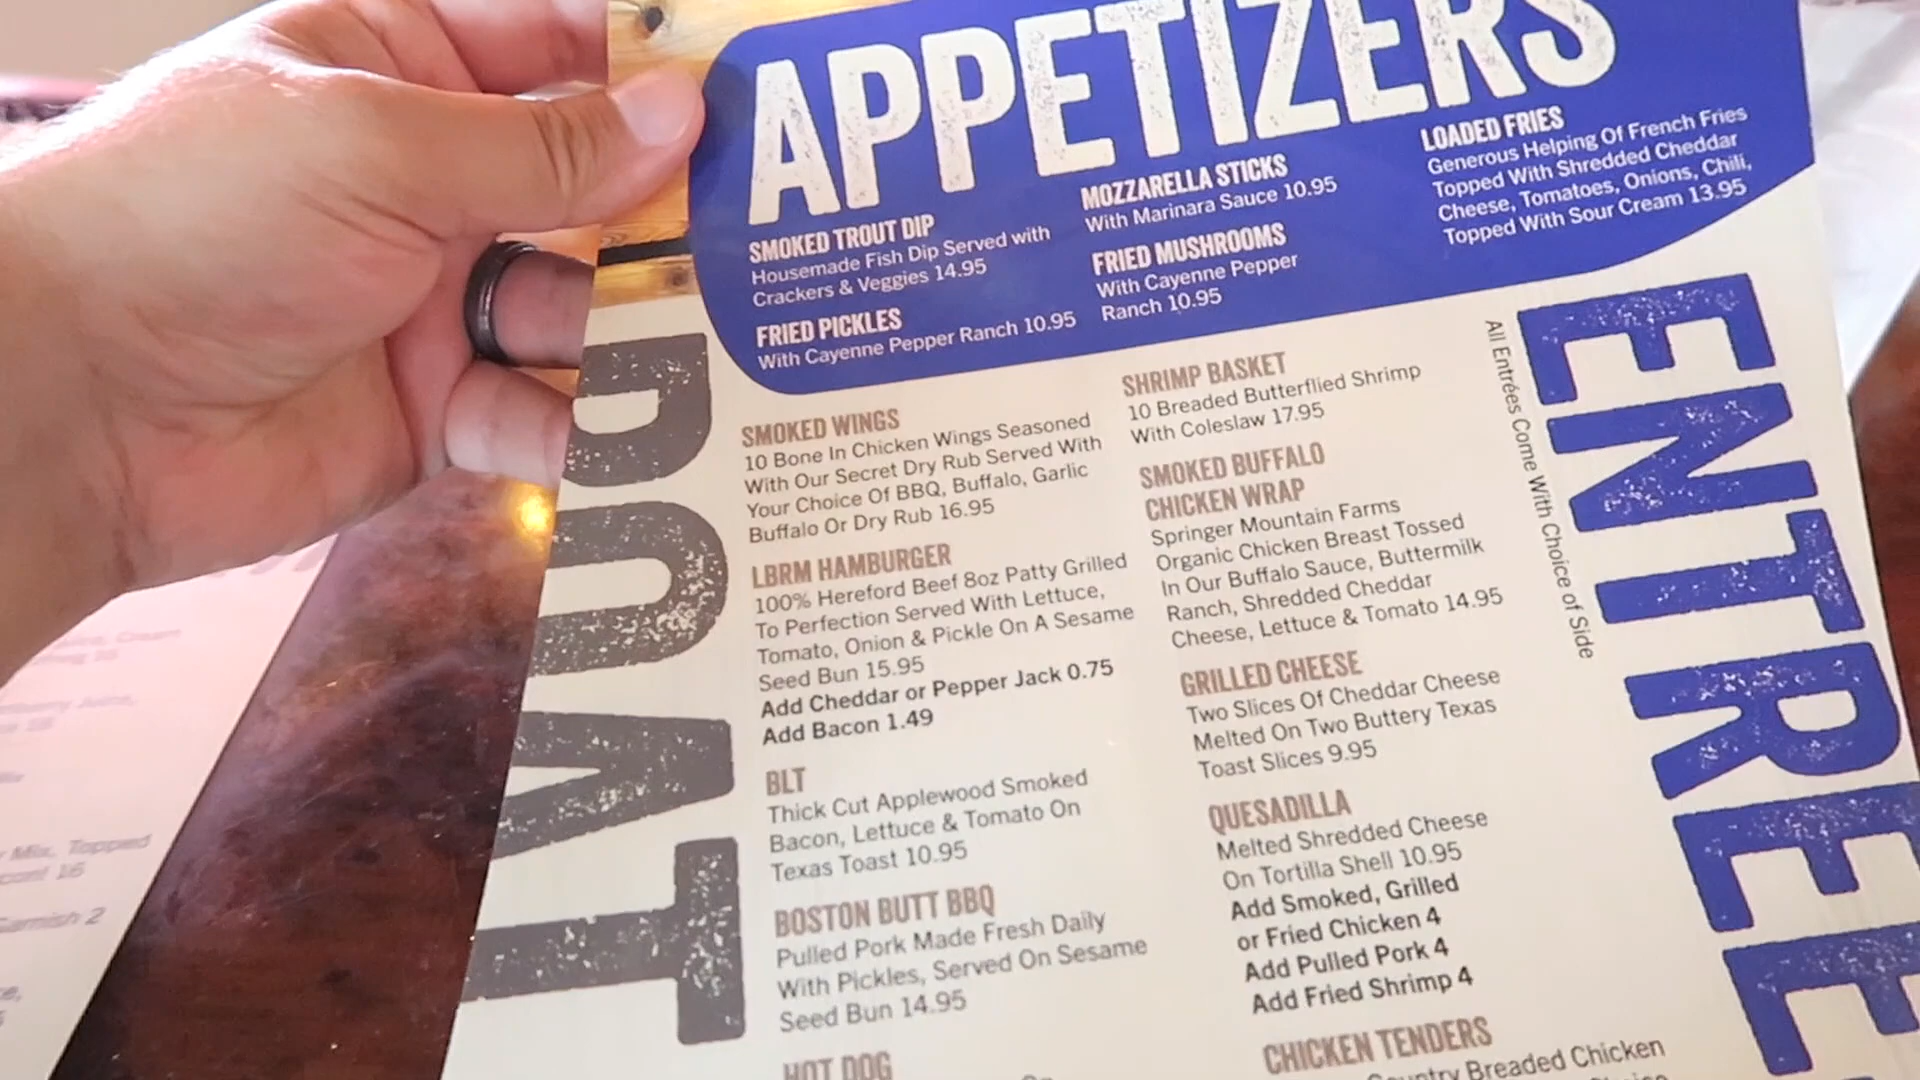 APPETIZERS
SMOKED TROUT DIP
Housemade Fish Dip Served with
Crackers & Veggies 14.95
FRIED PICKLES
With Cayenne Pepper Ranch 10.95
MOZZARELLA STICKS
With Marinara Sauce 10.95
FRIED MUSHROOMS
With Cayenne Pepper
Ranch 10.95
LOADED FRIES
Generous Helping Of French Fries
Topped With Shredded Cheddar
Cheese, Tomatoes, Onions, Chili,
Topped With Sour Cream 13.95
SMOKED WINGS
10 Bone In Chicken Wings Seasoned
With Our Secret Dry Rub Served With
Your Choice Of BBQ, Buffalo, Garlic
Buffalo Or Dry Rub 16.95
LBRM HAMBURGER
100% Hereford Beef 8oz Patty Grilled
To Perfection Served With Lettuce,
Tomato, Onion & Pickle On A Sesame
Seed Bun 15.95
Add Cheddar or Pepper Jack 0.75
Add Bacon 1.49
BLT
Thick Cut Applewood Smoked
Bacon, Lettuce & Tomato On
Texas Toast 10.95
BOSTON BUTT BBQ
Pulled Pork Made Fresh Daily
With Pickles, Served On Sesame
Seed Bun 14.95
HOT DOG
SHRIMP BASKET
10 Breaded Butterflied Shrimp
With Coleslaw 17.95
SMOKED BUFFALO
CHICKEN WRAP
Springer Mountain Farms
Organic Chicken Breast Tossed
In Our Buffalo Sauce, Buttermilk
Ranch, Shredded Cheddar
Cheese, Lettuce & Tomato 14.95
GRILLED CHEESE
Two Slices Of Cheddar Cheese
Melted On Two Buttery Texas
Toast Slices 9.95
QUESADILLA
Melted Shredded Cheese
On Tortilla Shell 10.95
Add Smoked, Grilled
or Fried Chicken 4
Add Pulled Pork 4
Add Fried Shrimp 4
CHICKEN TENDERS
Breaded Chicken
All Entrées Come With Choice of Side
ENTREE
Mix, Topped
16
Garnish 2